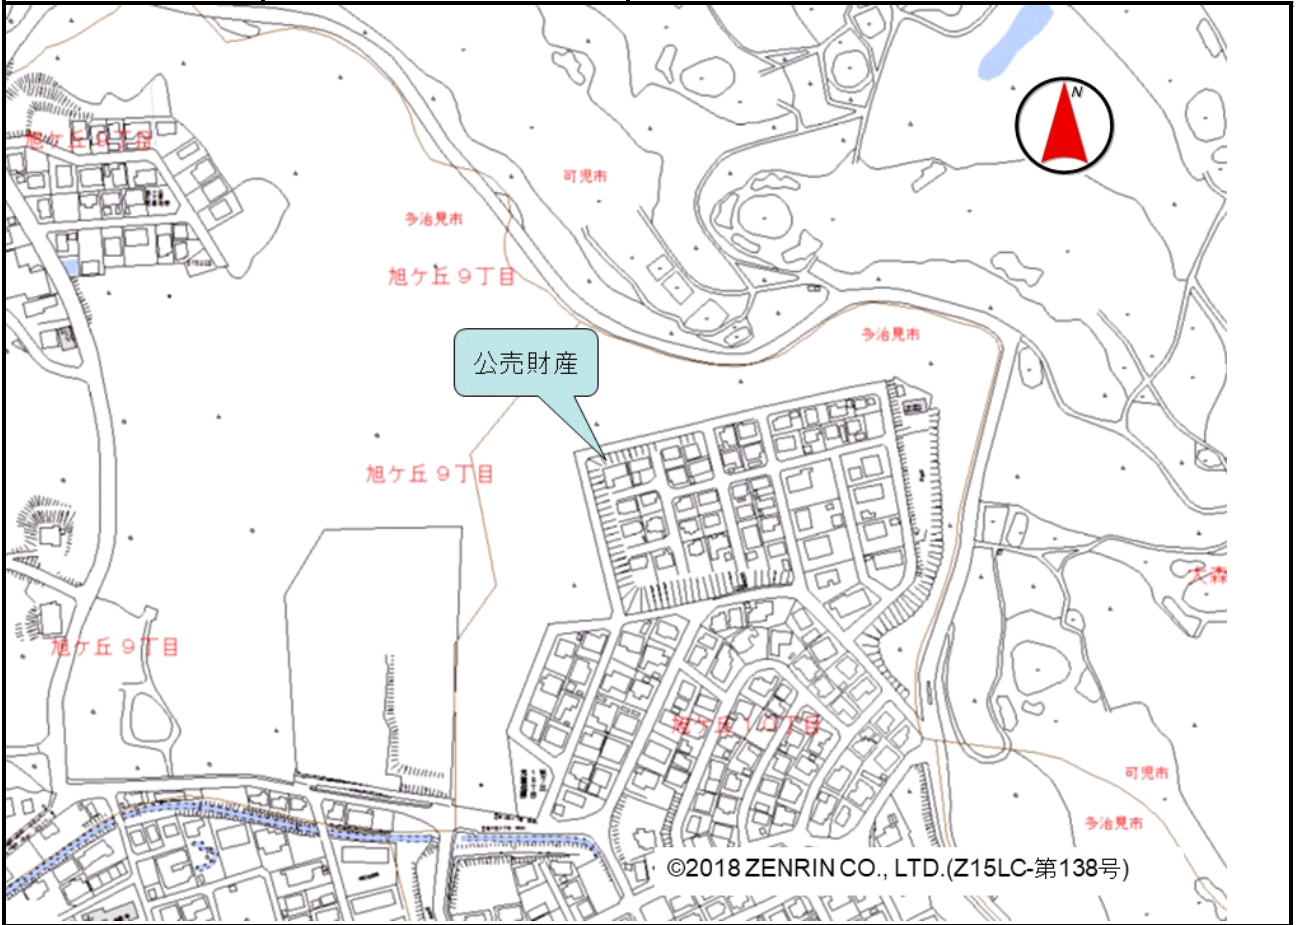 N
旭ケ丘９丁目
可児市
多治見市
旭ケ丘９丁目
多治見市
公売財産
旭ケ丘９丁目
大森
旭ケ丘９丁目
旭ケ丘１０丁目
可児市
多治見市
©2018 ZENRIN CO., LTD.(Z15LC-第138号)